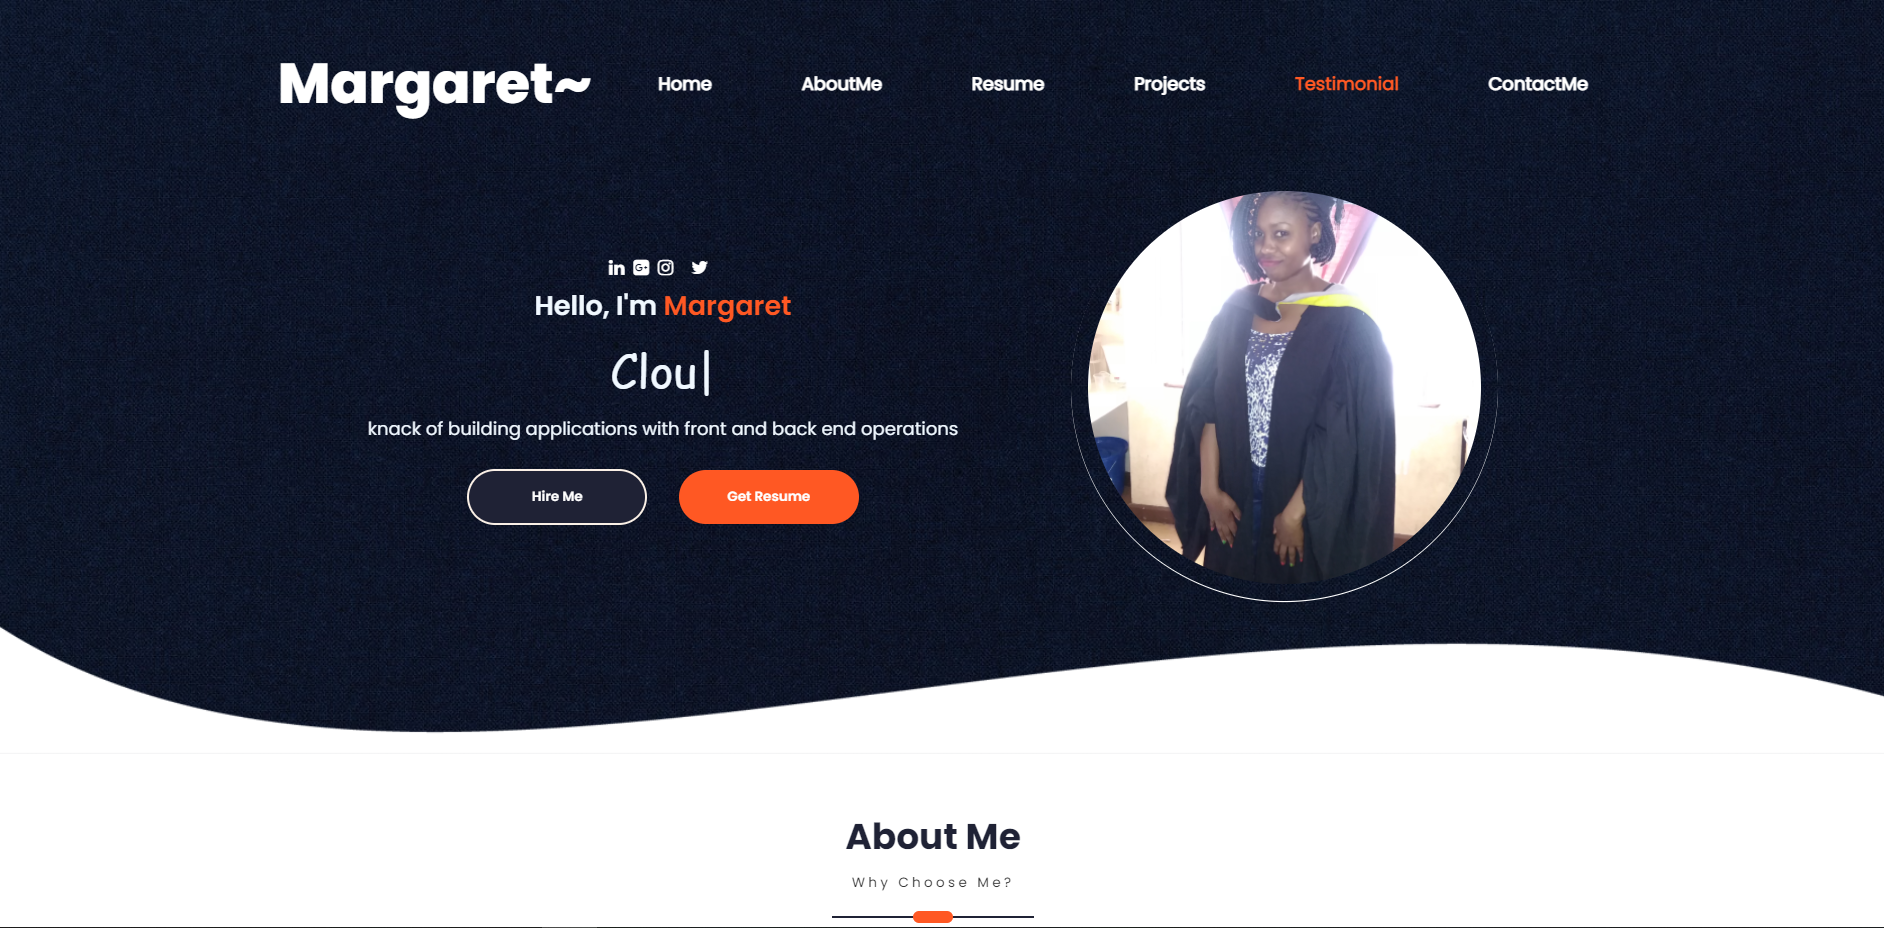 Margaret~ Home AboutMe Resume Projects Testimonial ContactMe
Hello, I'm Margaret
Clou
knack of building applications with front and back end operations
Hire Me Get Resume
About Me
Why Choose Me?